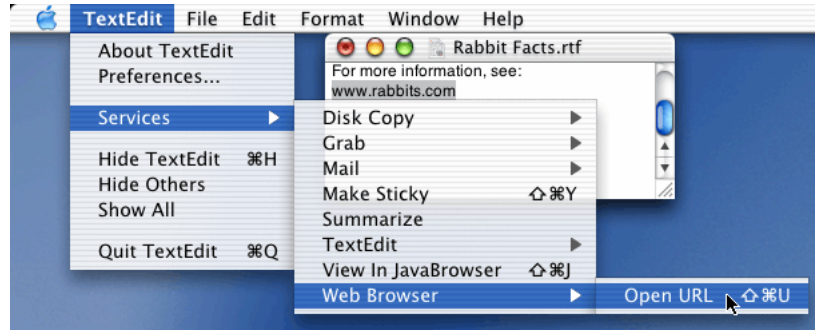 TextEdit File Edit Format Window Help
About TextEdit
Preferences...
Services
Hide TextEdit ⌘H
Hide Others
Show All
Quit TextEdit ⌘Q
Rabbit Facts.rtf
For more information, see:
www.rabbits.com
Disk Copy
Grab
Mail
Make Sticky ⇧⌘Y
Summarize
TextEdit
View In JavaBrowser ⇧⌘J
Web Browser
Open URL ⇧⌘U